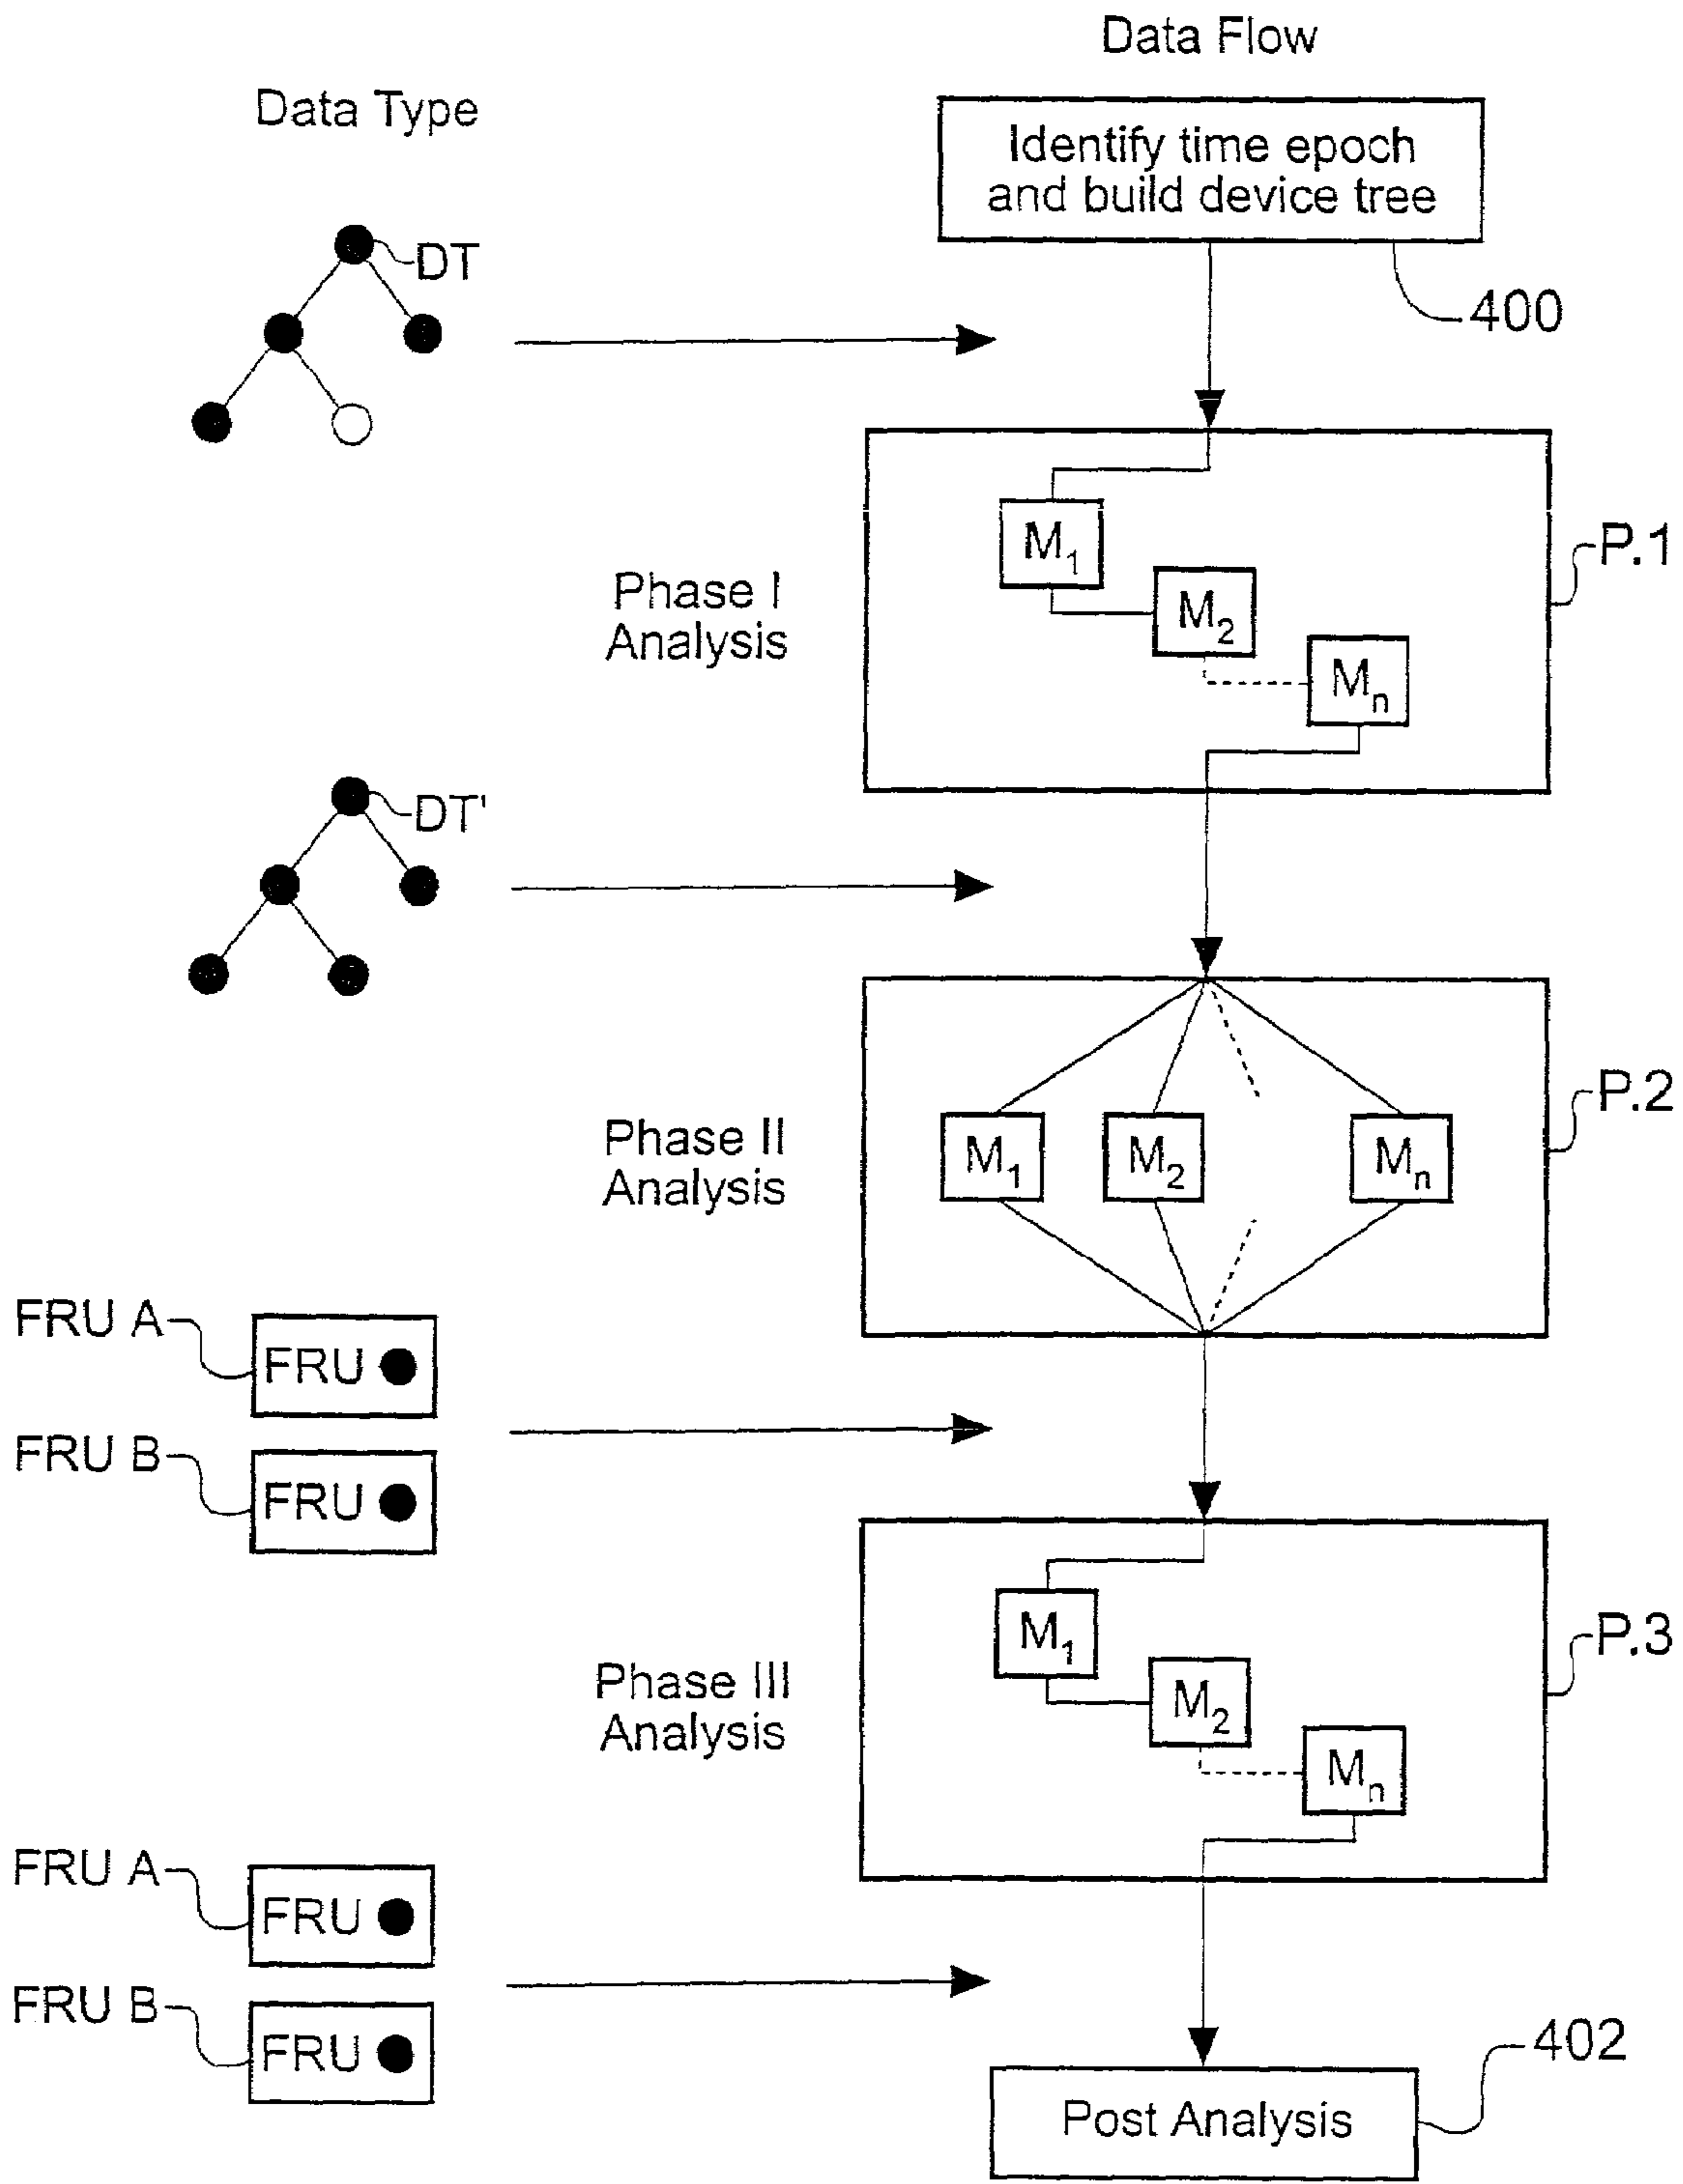 Data Flow
Data Type
Identify time epoch
and build device tree
DT
400
M1
P.1
Phase I
Analysis
M2
Mn
DT'
P.2
Phase II
Analysis
M1
M2
Mn
FRU A
FRU
FRU B
FRU
M1
P.3
Phase III
Analysis
M2
Mn
FRU A
FRU
FRU B
FRU
402
Post Analysis